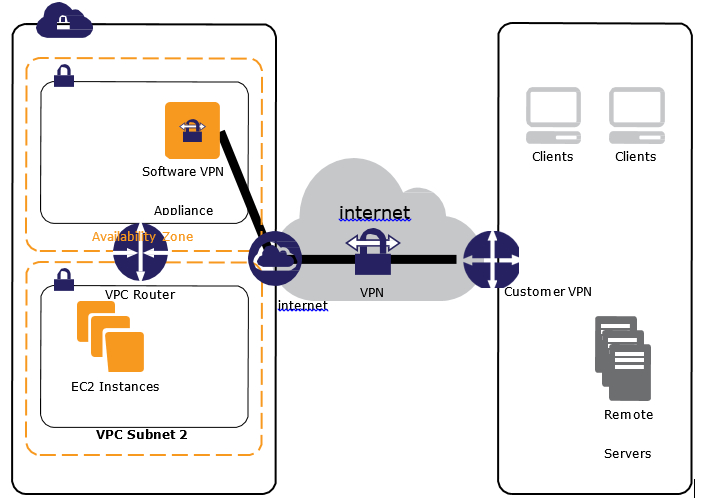 Clients
Clients
Software VPN
Appliance
internet
Availability Zone
VPC Router
VPN
internet
Customer VPN
EC2 Instances
Remote
VPC Subnet 2
Servers